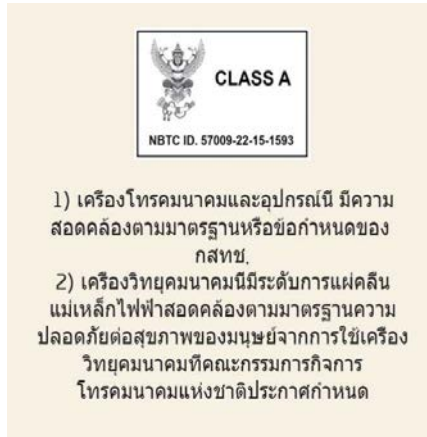 CLASS A
NBTC ID. 57009-22-15-1593
1) เครืองโทรคมนาคมและอุปกรณ์นี มีความ
สอดคล้องตามมาตรฐานหรือข้อกําหนดของ
กสทช.
2) เครืองวิทยุคมนาคมนีมีระดับการแผ่คลืน
แม่เหล็กไฟฟ้าสอดคล้องตามมาตรฐานความ
ปลอดภัยต่อสุขภาพของมนุษย์จากการใช้เครือง
วิทยุคมนาคมทีคณะกรรมการกิจการ
โทรคมนาคมแห่งชาติประกาศกําหนด